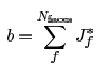 b = \sum_{f}^{N_{\text{faces}}} J_f^*